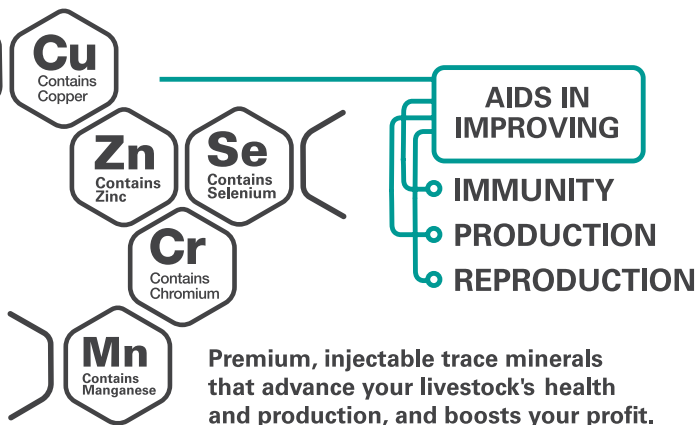 Cu
Contains
Copper
Zn
Contains
Zinc
Se
Contains
Selenium
Cr
Contains
Chromium
Mn
Contains
Manganese
AIDS IN
IMPROVING
IMMUNITY
PRODUCTION
REPRODUCTION
Premium, injectable trace minerals
that advance your livestock's health
and production, and boosts your profit.